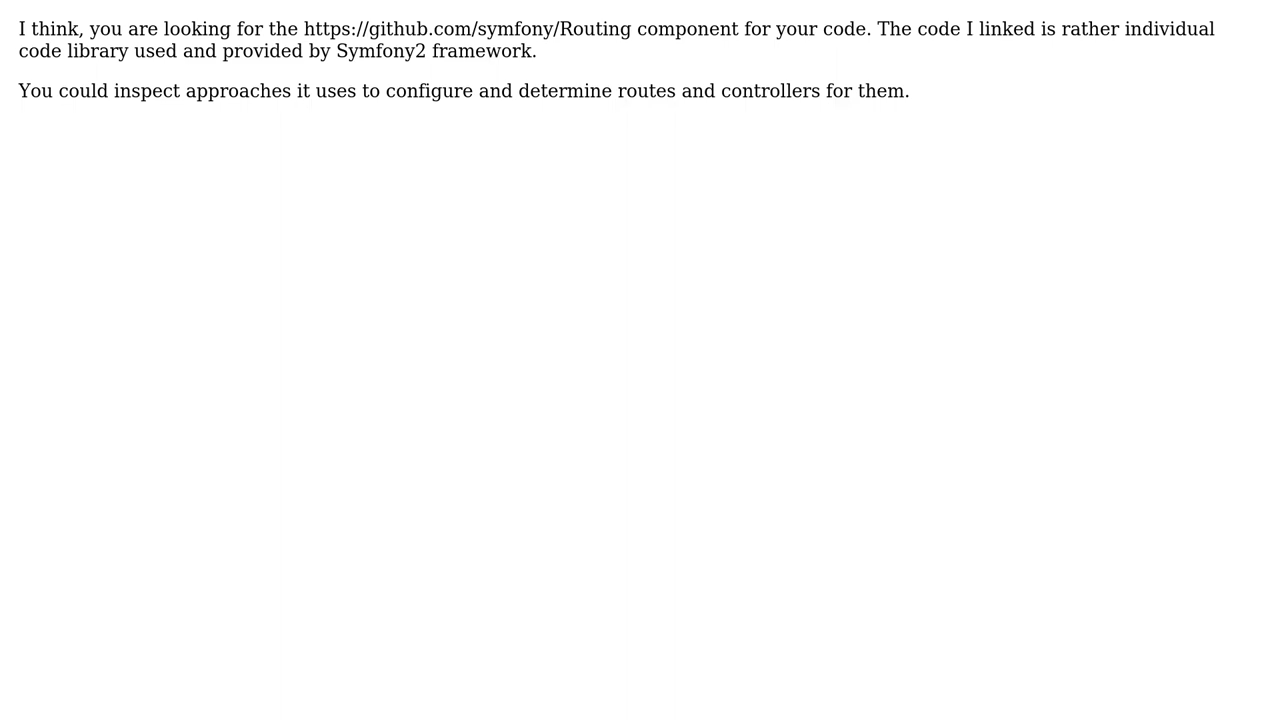 I think, you are looking for the https://github.com/symfony/Routing component for your code. The code I linked is rather individual
code library used and provided by Symfony2 framework.
You could inspect approaches it uses to configure and determine routes and controllers for them.